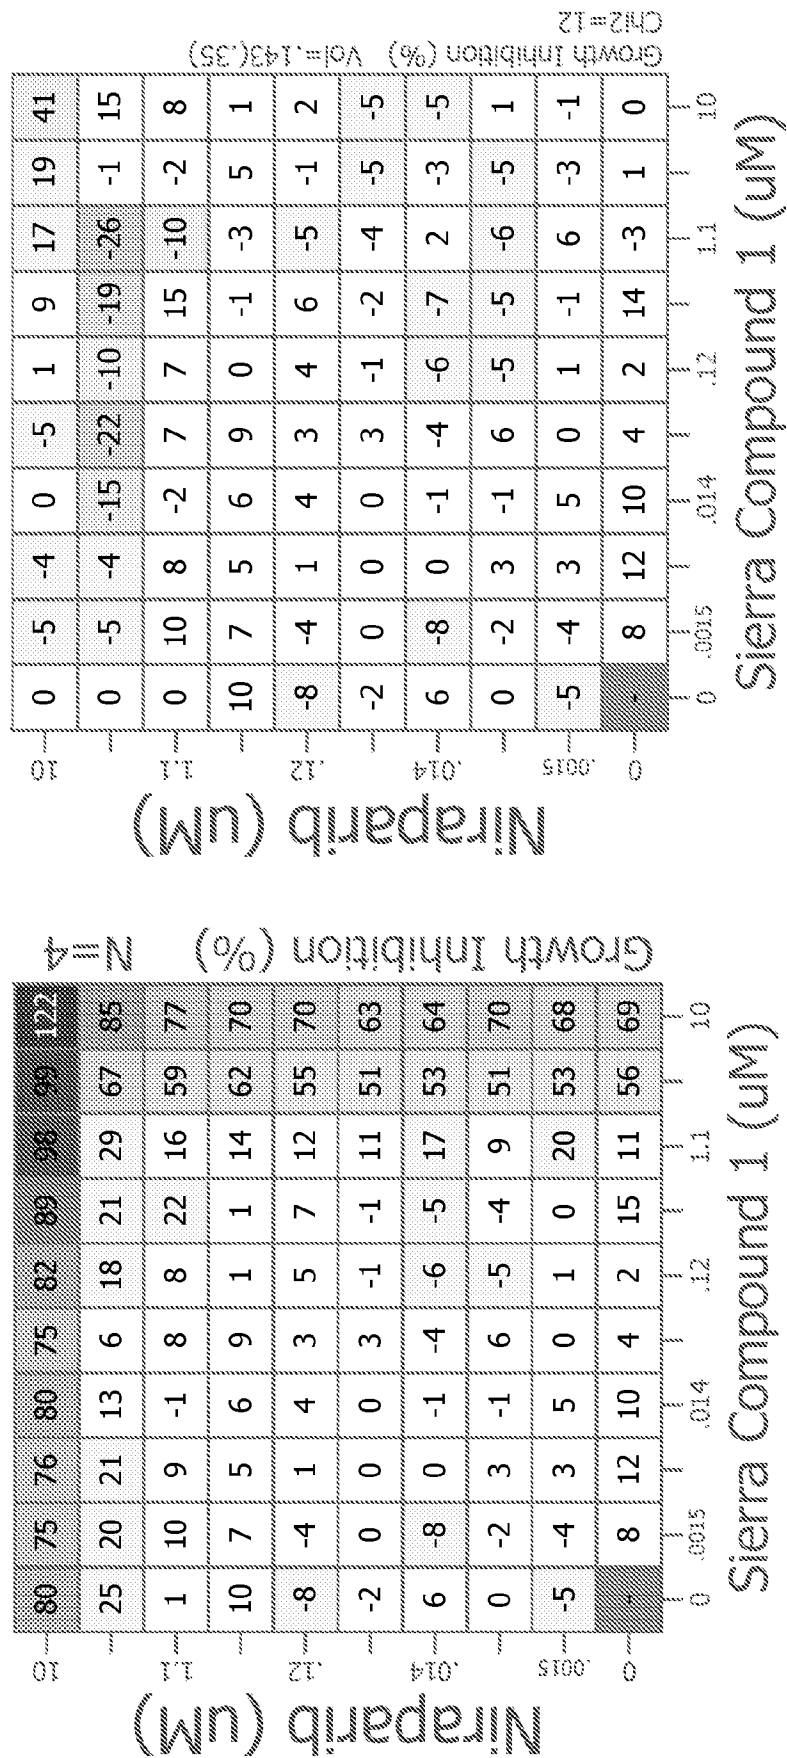 N=4
Growth Inhibition (%)
Niraparib (uM)
10 80 75 76 80 75 82 89 98 99 122
25 20 21 13 6 18 21 29 67 85
1.1 1 10 9 -1 8 8 22 16 59 77
10 7 5 6 9 1 1 14 62 70
.12 -8 -4 1 4 3 5 7 12 55 70
-2 0 0 0 3 -1 -1 11 51 63
.014 6 -8 0 -1 -4 -6 -5 17 53 64
0 -2 3 -1 6 -5 -4 9 51 70
.0015 -5 -4 3 5 0 1 0 20 53 68
0 - 8 12 10 4 2 15 11 56 69
0 .0015 .014 .12 1.1 10
Sierra Compound 1 (uM)
Niraparib (uM)
10 0 -5 -4 0 -5 1 9 17 19 41
0 -5 -4 -15 -22 -10 -19 -26 -1 15
1.1 0 10 8 -2 7 7 15 -10 -2 8
10 7 5 6 9 0 -1 -3 5 1
.12 -8 -4 1 4 3 4 6 -5 -1 2
-2 0 0 0 3 -1 -2 -4 -5 -5
.014 6 -8 0 -1 -4 -6 -7 2 -3 -5
0 -2 3 -1 6 -5 -5 -6 -5 1
.0015 -5 -4 3 5 0 1 -1 6 -3 -1
0 - 8 12 10 4 2 14 -3 1 0
0 .0015 .014 .12 1.1 10
Sierra Compound 1 (uM)
Growth Inhibition (%) Vol=.143(.35)
Chi2=12